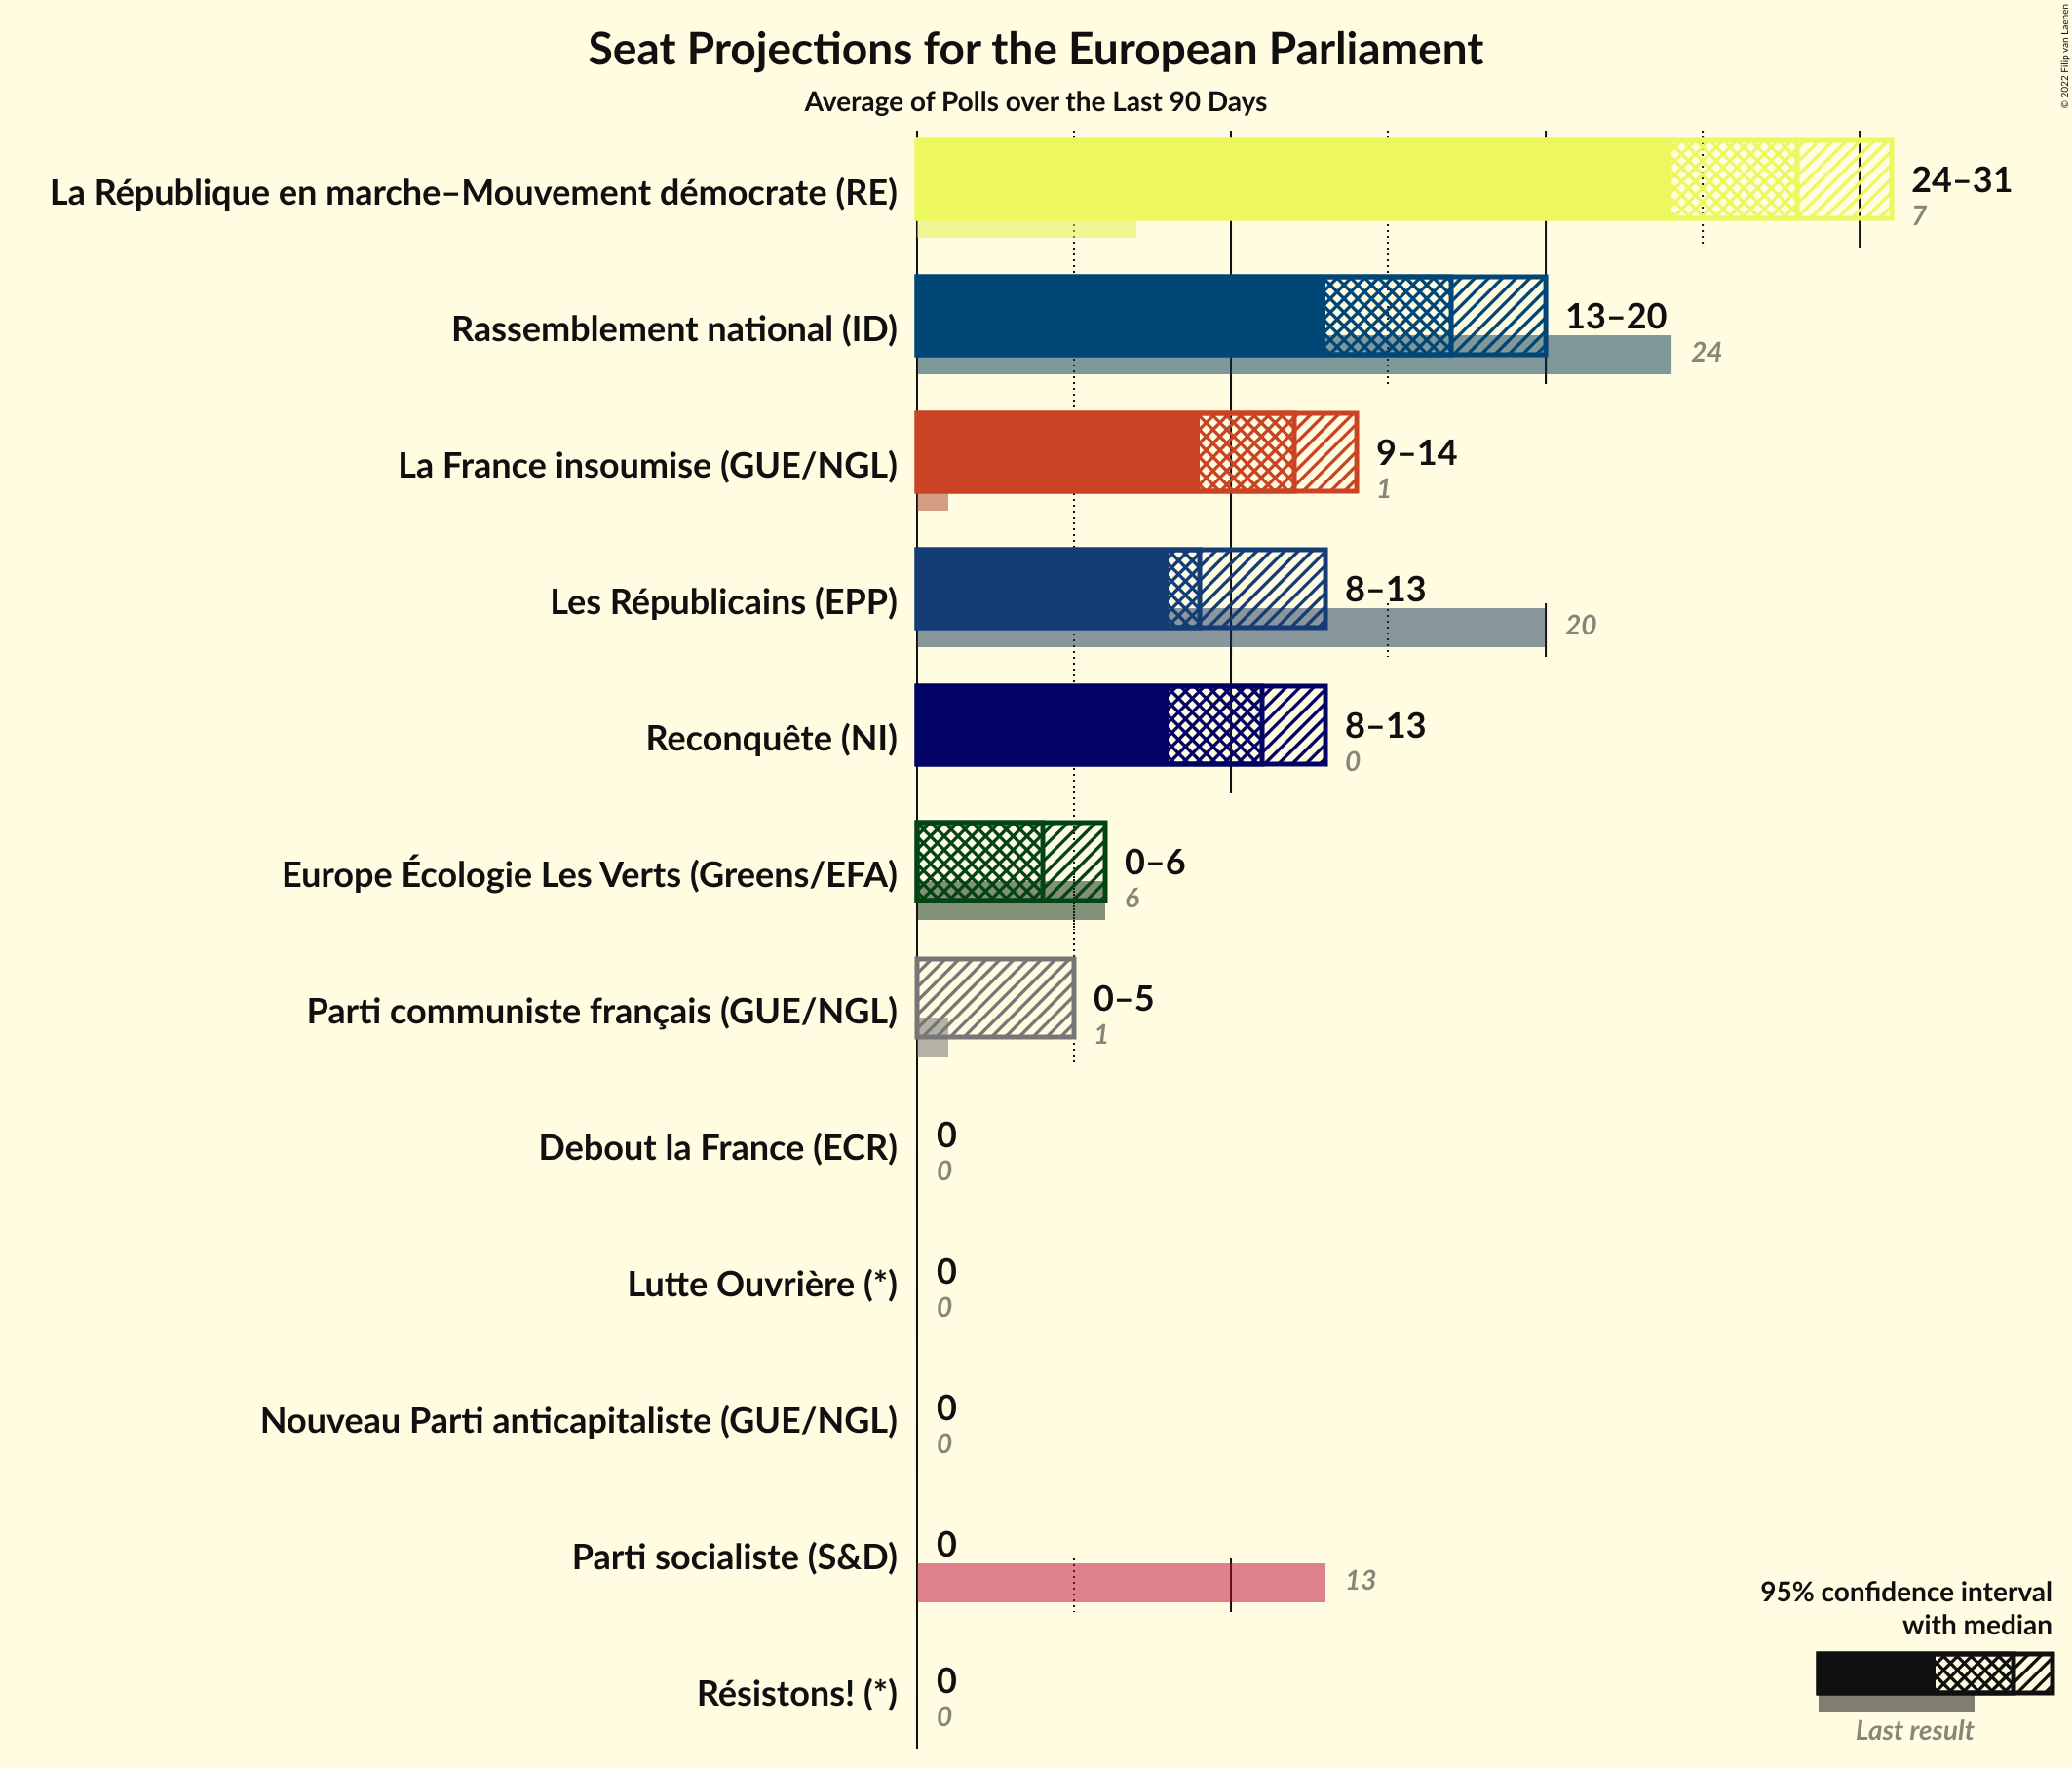 Seat Projections for the European Parliament
Average of Polls over the Last 90 Days
© 2022 Filip van Laenen
La République en marche–Mouvement démocrate (RE)
24–31
7
Rassemblement national (ID)
13–20
24
La France insoumise (GUE/NGL)
9–14
1
Les Républicains (EPP)
8–13
20
Reconquête (NI)
8–13
0
Europe Écologie Les Verts (Greens/EFA)
0–6
6
Parti communiste français (GUE/NGL)
0–5
1
Debout la France (ECR)
0
0
Lutte Ouvrière (*)
0
0
Nouveau Parti anticapitaliste (GUE/NGL)
0
0
Parti socialiste (S&D)
0
13
Résistons! (*)
0
0
95% confidence interval
with median
Last result